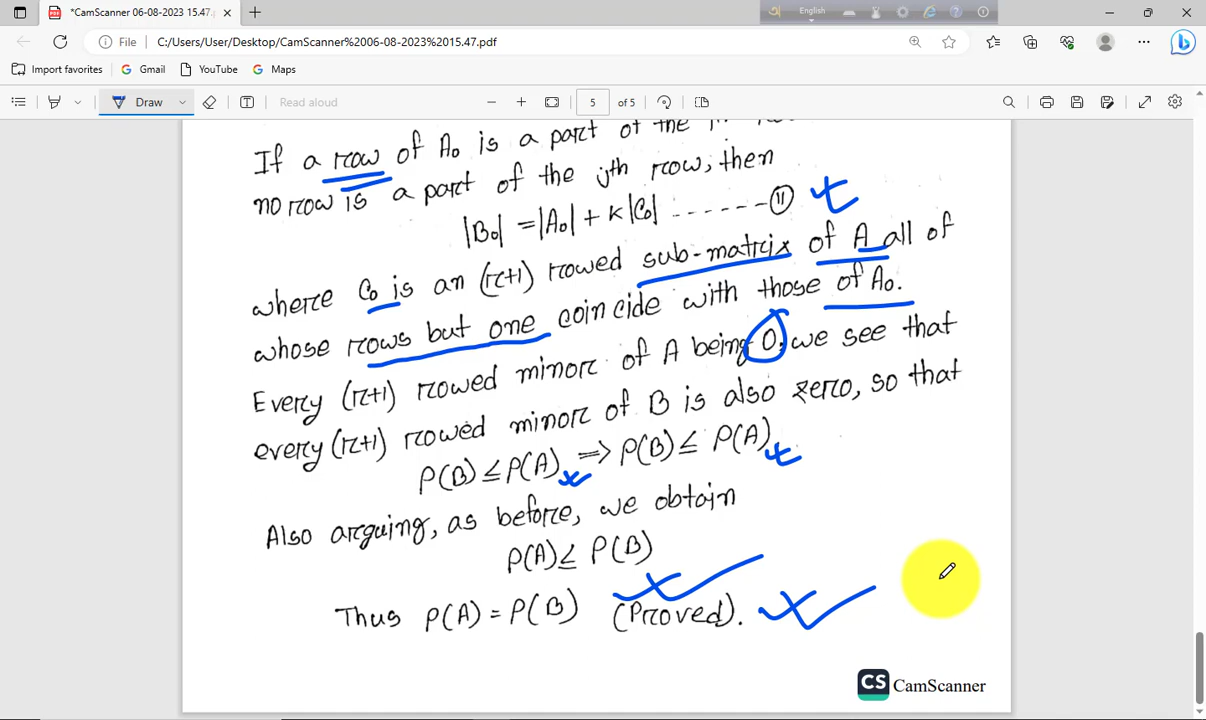 *CamScanner 06-08-2023 15.47.
English
File C:/Users/User/Desktop/CamScanner%2006-08-2023%2015.47.pdf
Import favorites Gmail YouTube Maps
Draw Read aloud 5 of 5
If a row of A₀ is a part of the
no row is a part of the jth row, then
|B₀| = |A₀| + K|C₀| ------- (II)
where C₀ is an (r+1) rowed sub-matrix of A all of
whose rows but one coincide with those of A₀.
Every (r+1) rowed minor of A being 0, we see that
every (r+1) rowed minor of B is also zero, so that
ρ(B) ≤ ρ(A) ⇒ ρ(B) ≤ ρ(A)
Also arguing, as before, we obtain
ρ(A) ≤ ρ(B)
Thus ρ(A) = ρ(B) (Proved).
CS CamScanner